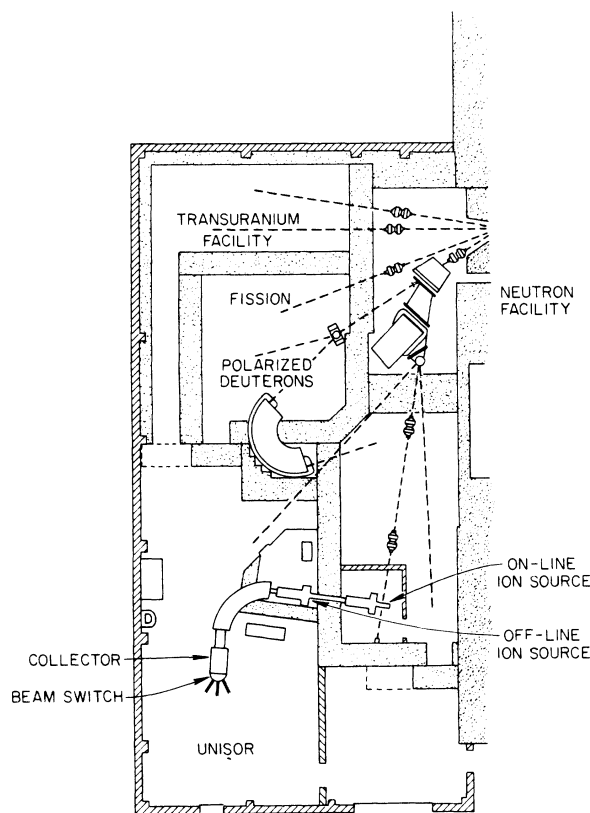 TRANSURANIUM
FACILITY
FISSION
NEUTRON
FACILITY
POLARIZED
DEUTERONS
ON-LINE
ION SOURCE
OFF-LINE
ION SOURCE
COLLECTOR
BEAM SWITCH
UNISOR